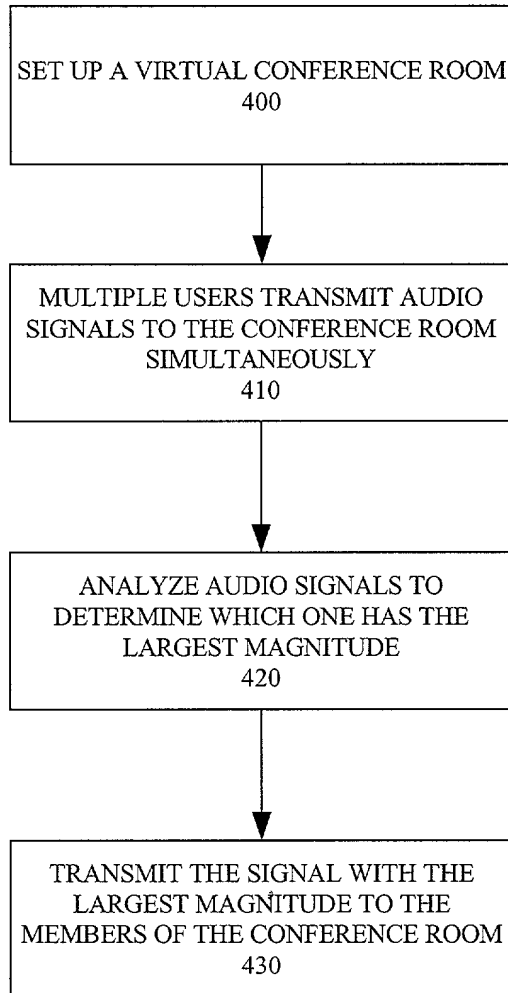 SET UP A VIRTUAL CONFERENCE ROOM
400
MULTIPLE USERS TRANSMIT AUDIO
SIGNALS TO THE CONFERENCE ROOM
SIMULTANEOUSLY
410
ANALYZE AUDIO SIGNALS TO
DETERMINE WHICH ONE HAS THE
LARGEST MAGNITUDE
420
TRANSMIT THE SIGNAL WITH THE
LARGEST MAGNITUDE TO THE
MEMBERS OF THE CONFERENCE ROOM
430